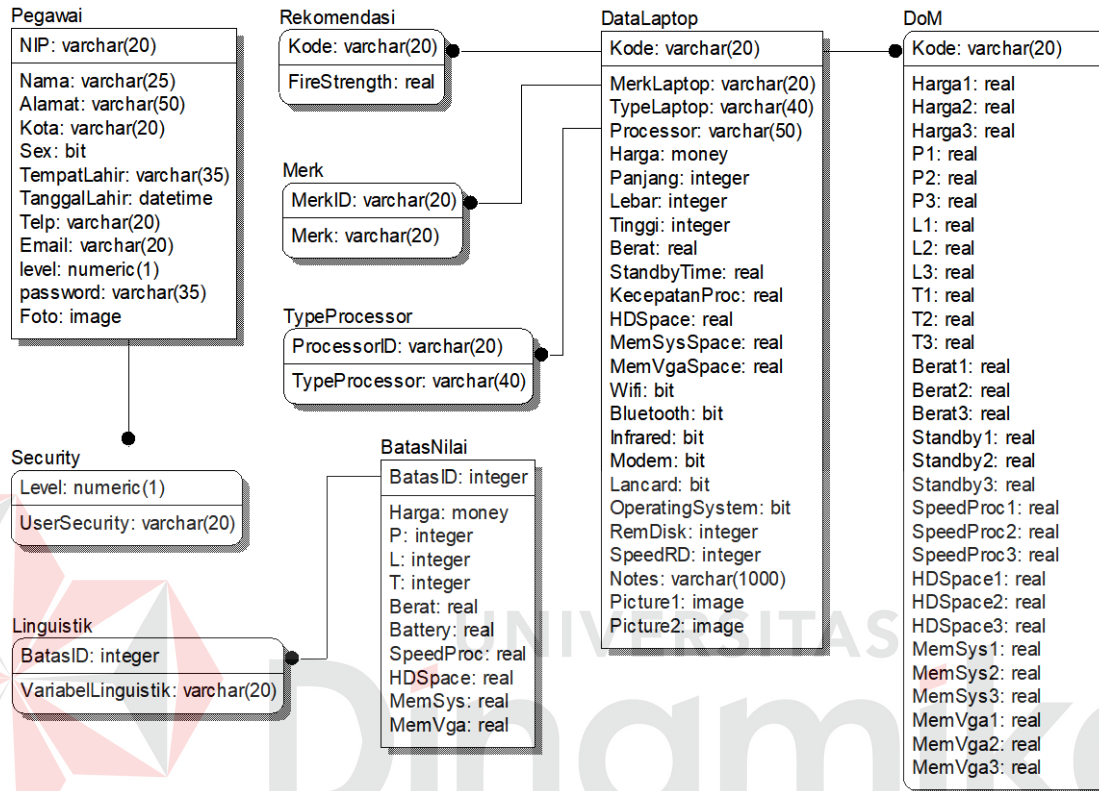 Pegawai
NIP: varchar(20)
Nama: varchar(25)
Alamat: varchar(50)
Kota: varchar(20)
Sex: bit
TempatLahir: varchar(35)
TanggalLahir: datetime
Telp: varchar(20)
Email: varchar(20)
level: numeric(1)
password: varchar(35)
Foto: image
Security
Level: numeric(1)
UserSecurity: varchar(20)
Linguistik
BatasID: integer
VariabelLinguistik: varchar(20)
Rekomendasi
Kode: varchar(20)
FireStrength: real
Merk
MerkID: varchar(20)
Merk: varchar(20)
TypeProcessor
ProcessorID: varchar(20)
TypeProcessor: varchar(40)
BatasNilai
BatasID: integer
Harga: money
P: integer
L: integer
T: integer
Berat: real
Battery: real
SpeedProc: real
HDSpace: real
MemSys: real
MemVga: real
DataLaptop
Kode: varchar(20)
MerkLaptop: varchar(20)
TypeLaptop: varchar(40)
Processor: varchar(50)
Harga: money
Panjang: integer
Lebar: integer
Tinggi: integer
Berat: real
StandbyTime: real
KecepatanProc: real
HDSpace: real
MemSysSpace: real
MemVgaSpace: real
Wifi: bit
Bluetooth: bit
Infrared: bit
Modem: bit
Lancard: bit
OperatingSystem: bit
RemDisk: integer
SpeedRD: integer
Notes: varchar(1000)
Picture1: image
Picture2: image
DoM
Kode: varchar(20)
Harga1: real
Harga2: real
Harga3: real
P1: real
P2: real
P3: real
L1: real
L2: real
L3: real
T1: real
T2: real
T3: real
Berat1: real
Berat2: real
Berat3: real
Standby1: real
Standby2: real
Standby3: real
SpeedProc1: real
SpeedProc2: real
SpeedProc3: real
HDSpace1: real
HDSpace2: real
HDSpace3: real
MemSys1: real
MemSys2: real
MemSys3: real
MemVga1: real
MemVga2: real
MemVga3: real
UNIVERSITAS
Dinamika